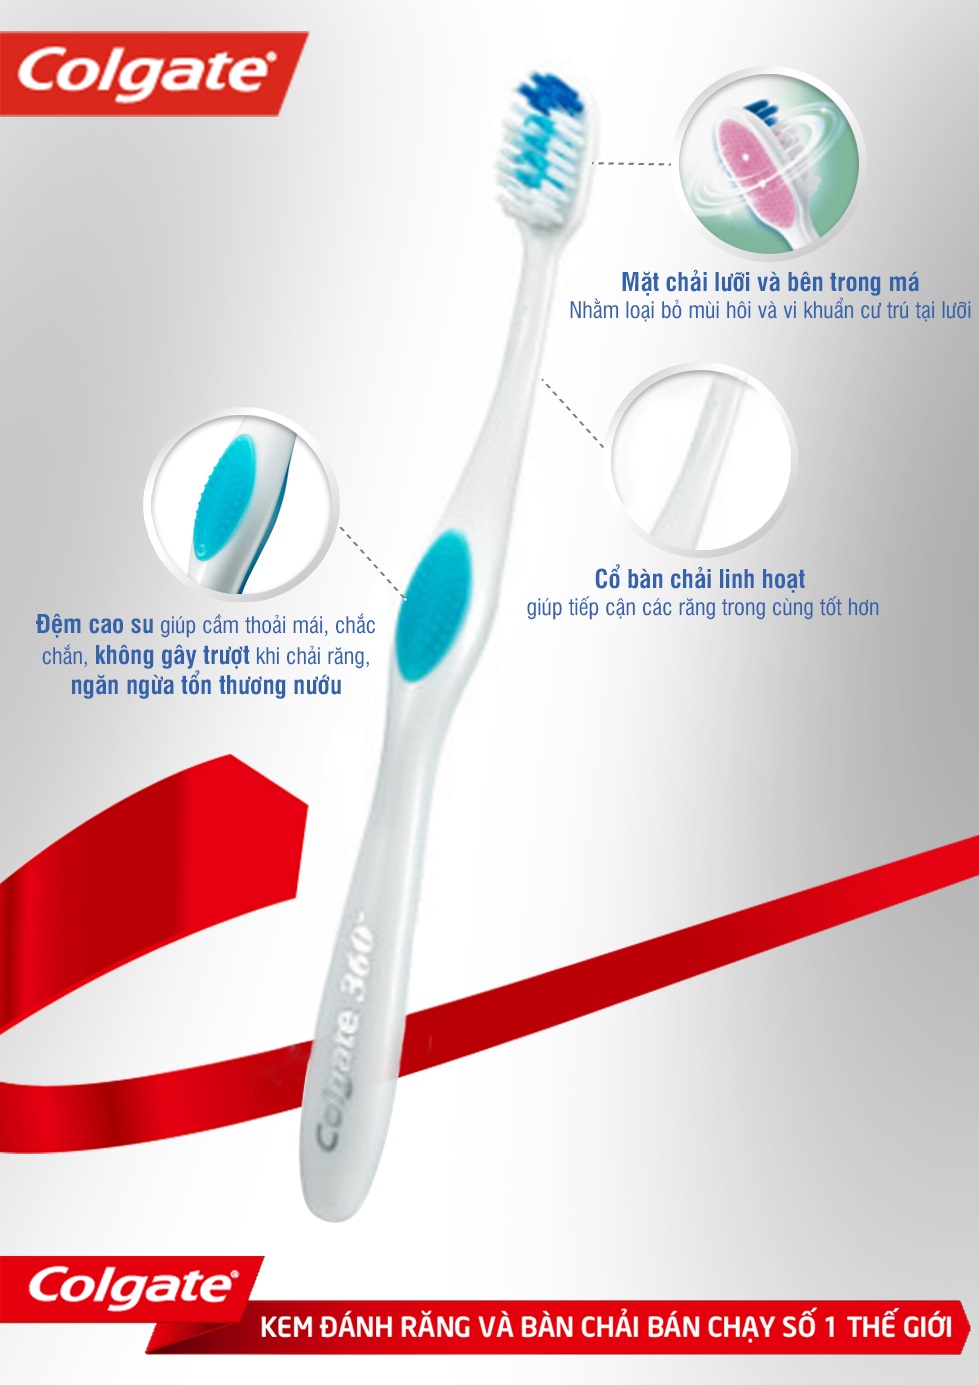 Colgate®
Mặt chải lưỡi và bên trong má
Nhằm loại bỏ mùi hôi và vi khuẩn cư trú tại lưỡi
Cổ bàn chải linh hoạt
giúp tiếp cận các răng trong cùng tốt hơn
Đệm cao su giúp cầm thoải mái, chắc
chắn, không gây trượt khi chải răng,
ngăn ngừa tổn thương nướu
Colgate 360°
Colgate®
KEM ĐÁNH RĂNG VÀ BÀN CHẢI BÁN CHẠY SỐ 1 THẾ GIỚI